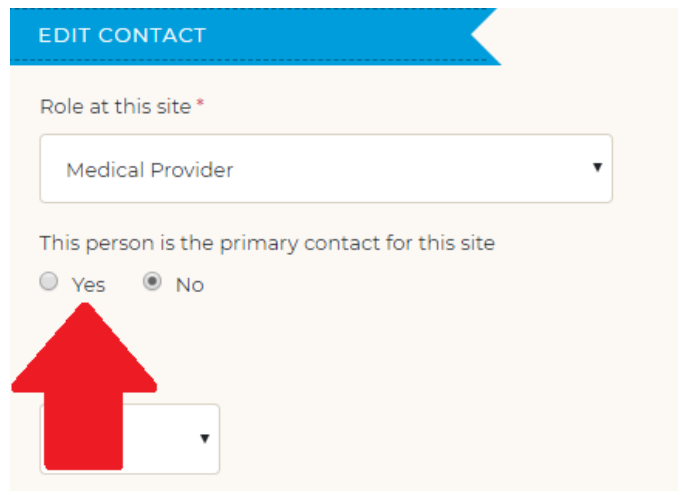 EDIT CONTACT
Role at this site *
Medical Provider
This person is the primary contact for this site
Yes No